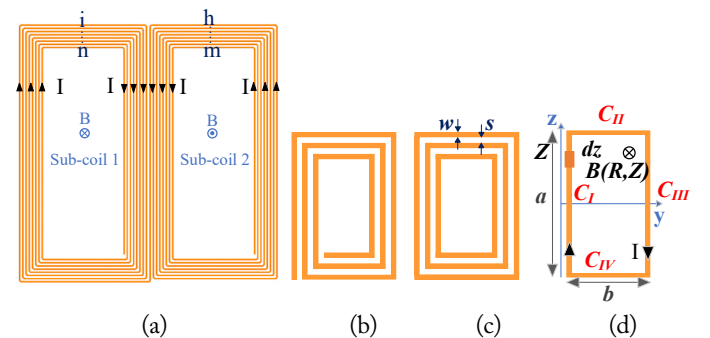 i
h
n
m
I
I
I
I
B
B
Sub-coil 1
Sub-coil 2
(a)
(b)
w
s
(c)
z
C_II
Z
dz
B(R,Z)
a
C_I
C_III
y
I
C_IV
b
(d)